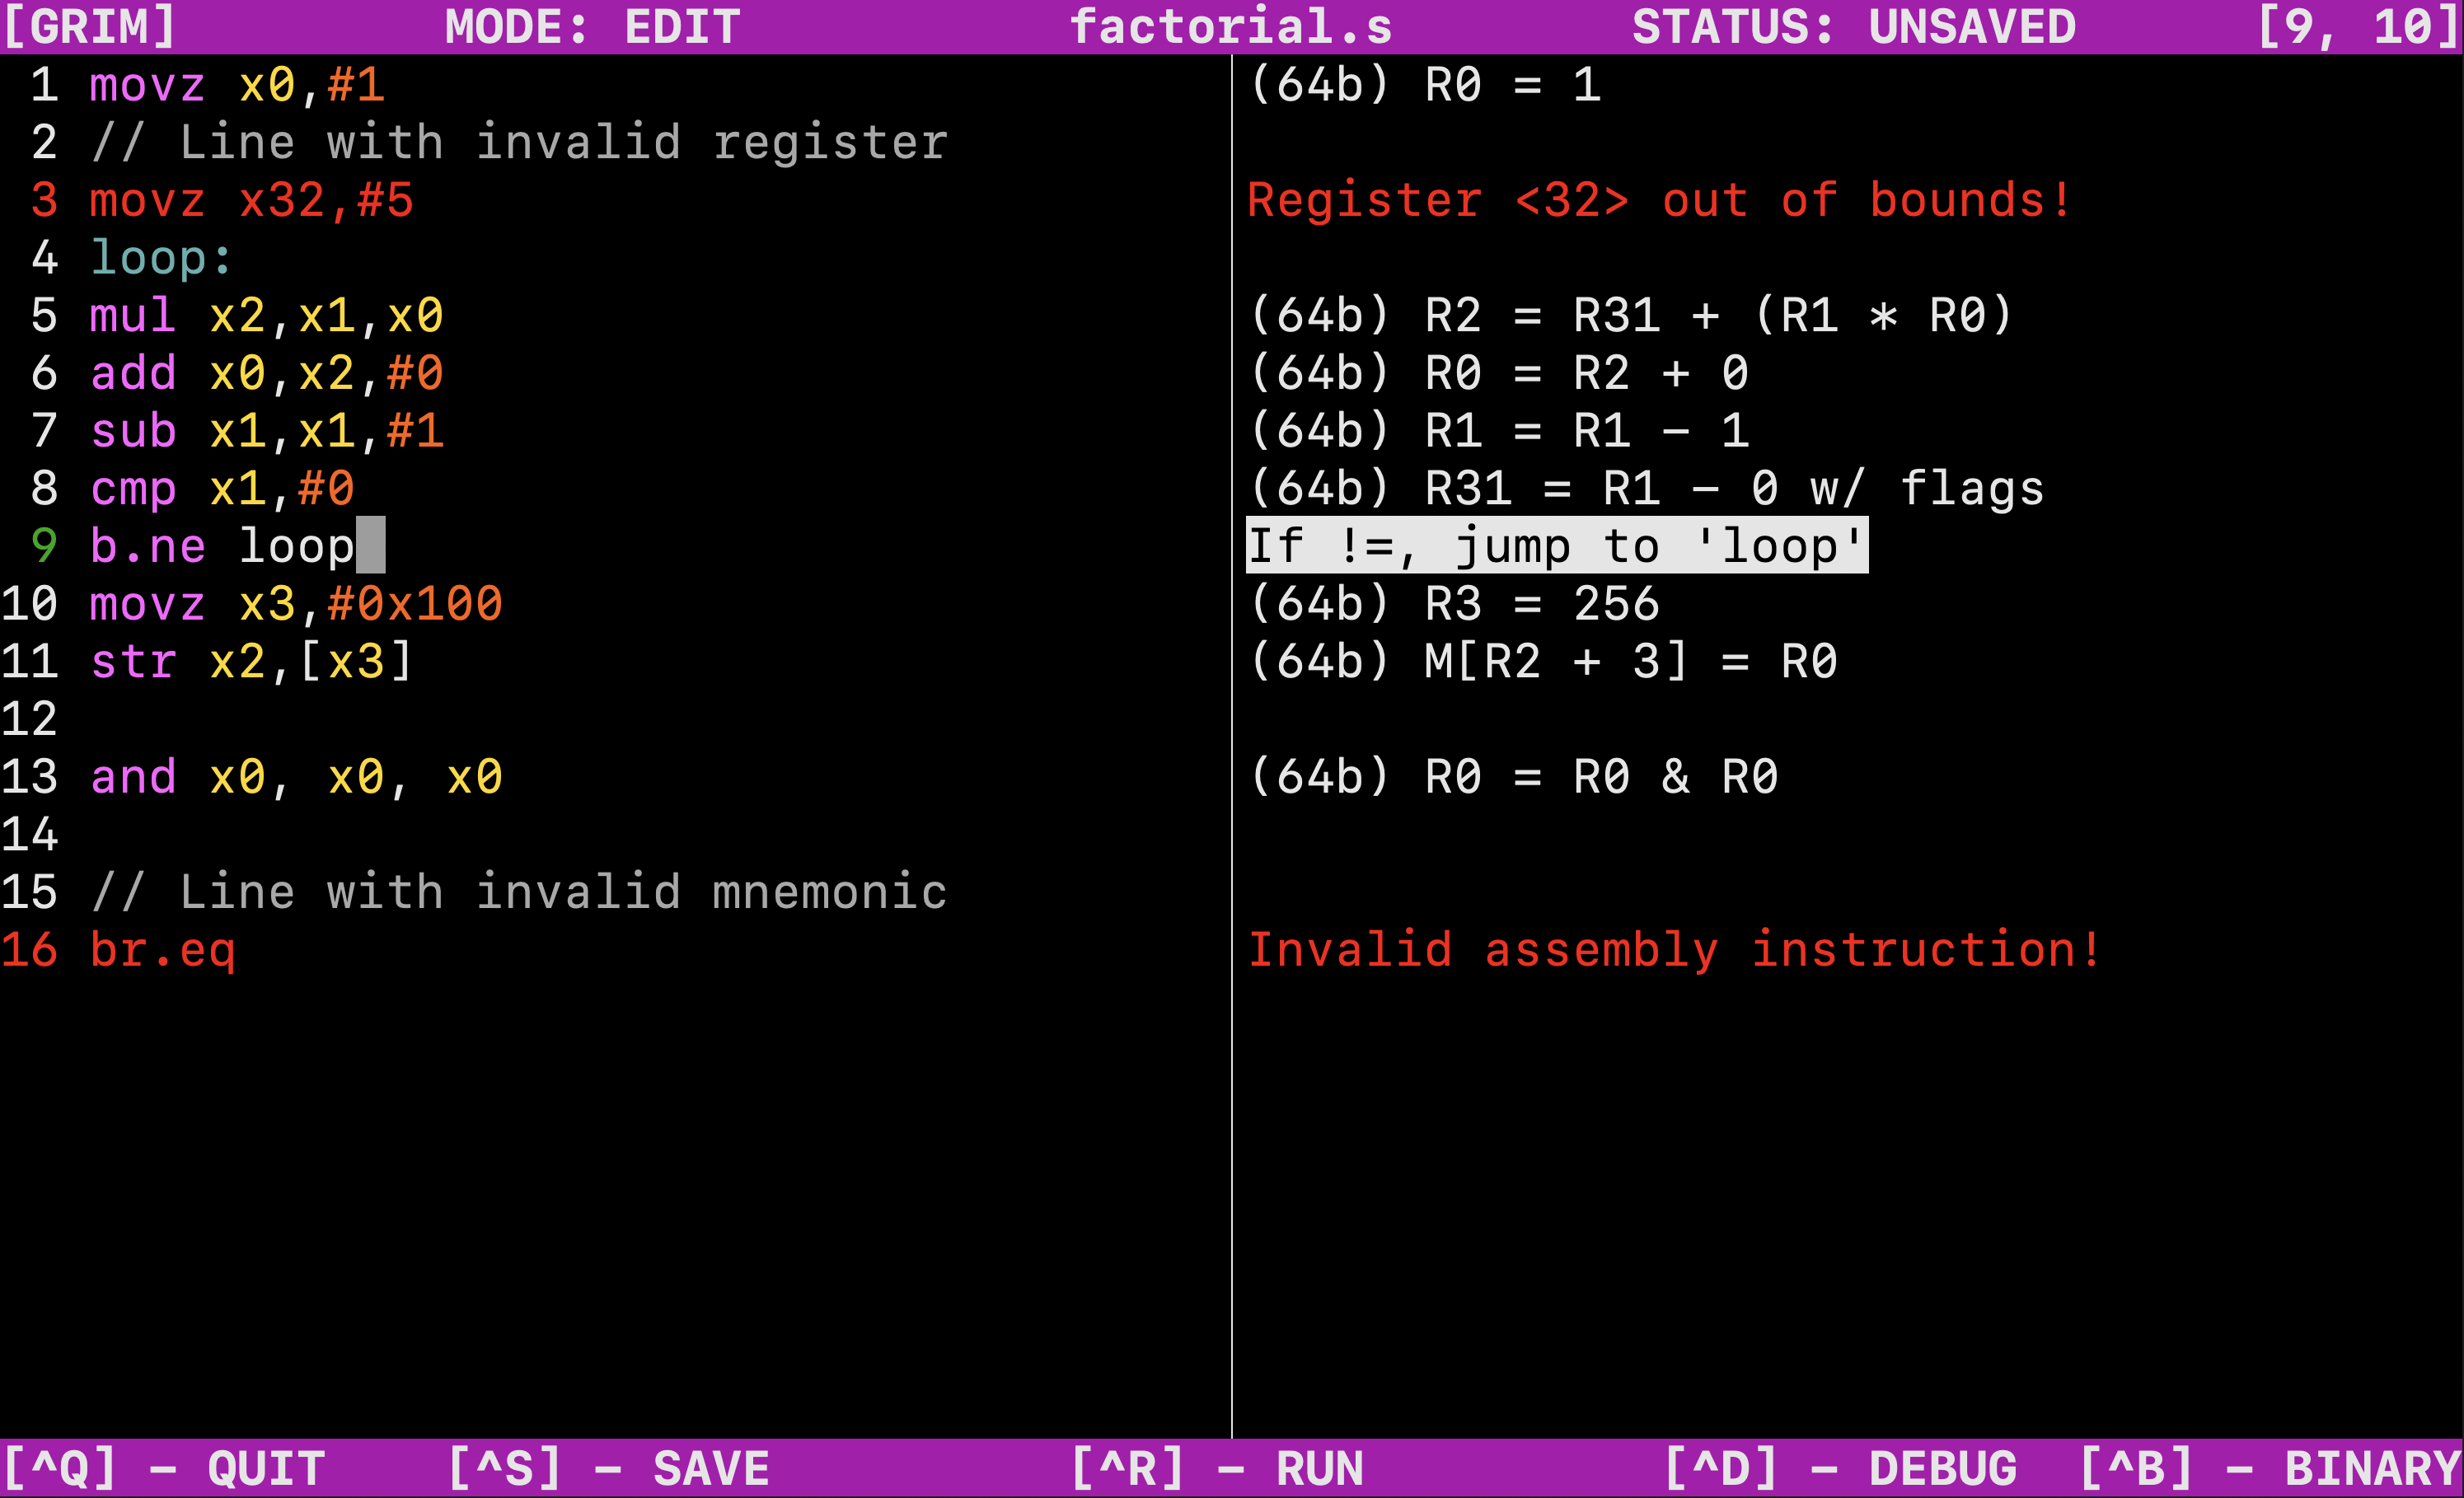 [GRIM] MODE: EDIT factorial.s STATUS: UNSAVED [9, 10]
1 movz x0,#1
2 // Line with invalid register
3 movz x32,#5
4 loop:
5 mul x2,x1,x0
6 add x0,x2,#0
7 sub x1,x1,#1
8 cmp x1,#0
9 b.ne loop
10 movz x3,#0x100
11 str x2,[x3]
12
13 and x0, x0, x0
14
15 // Line with invalid mnemonic
16 br.eq
(64b) R0 = 1
Register <32> out of bounds!
(64b) R2 = R31 + (R1 * R0)
(64b) R0 = R2 + 0
(64b) R1 = R1 - 1
(64b) R31 = R1 - 0 w/ flags
If !=, jump to 'loop'
(64b) R3 = 256
(64b) M[R2 + 3] = R0
(64b) R0 = R0 & R0
Invalid assembly instruction!
[^Q] - QUIT [^S] - SAVE [^R] - RUN [^D] - DEBUG [^B] - BINARY